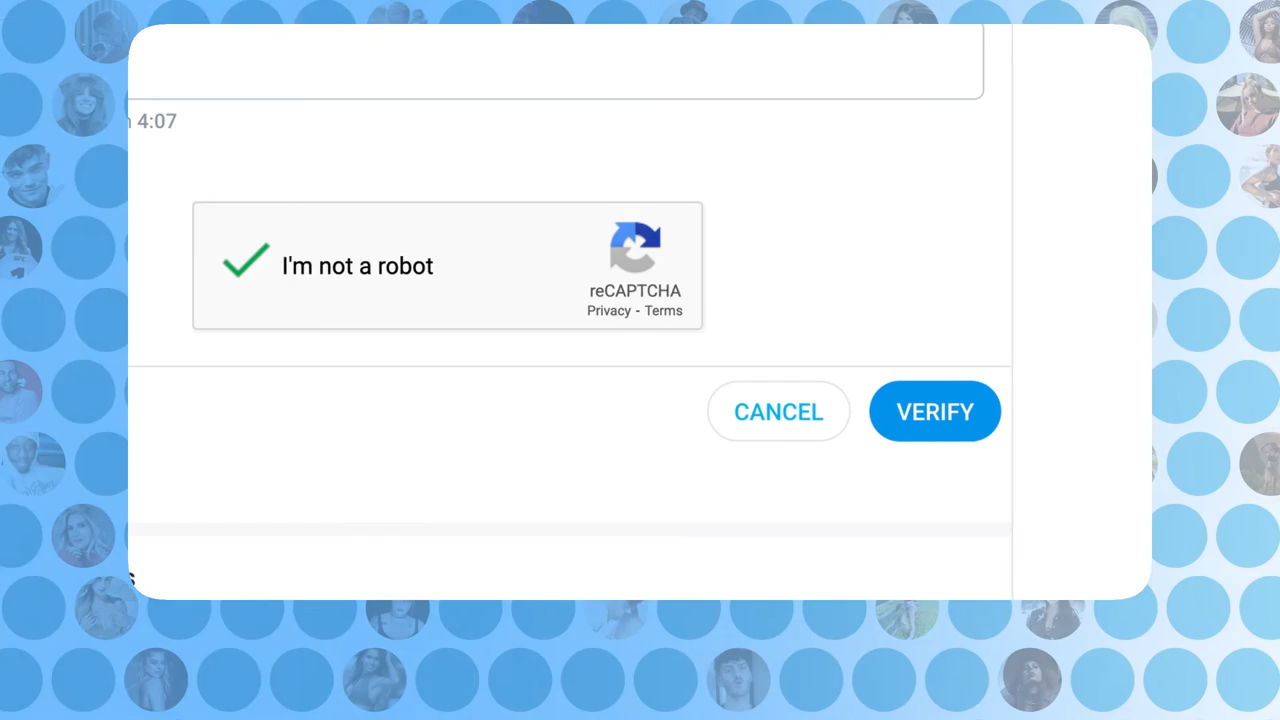 4:07
I'm not a robot
reCAPTCHA
Privacy - Terms
CANCEL
VERIFY